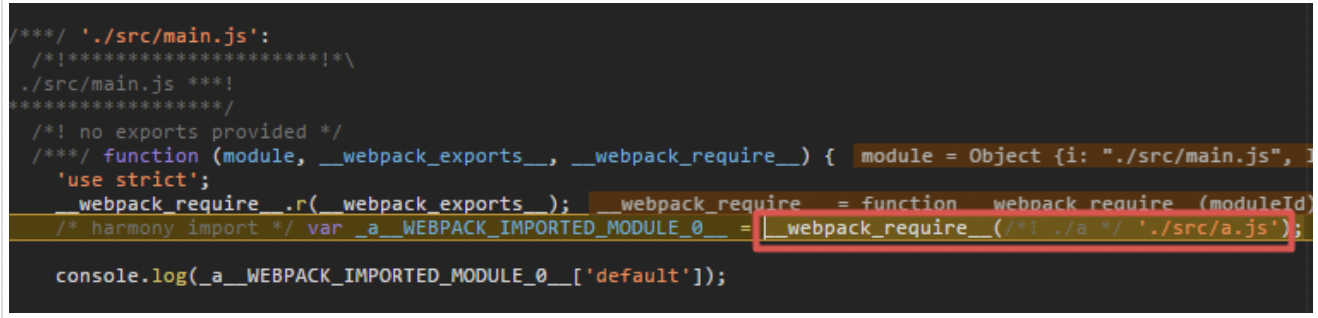 /***/ './src/main.js':
/*!**********************!*\
./src/main.js ***!
******************/
/*! no exports provided */
/***/ function (module, __webpack_exports__, __webpack_require__) { module = Object {i: "./src/main.js",
'use strict';
__webpack_require__.r(__webpack_exports__); __webpack_require__ = function __webpack_require__(moduleId)
/* harmony import */ var _a__WEBPACK_IMPORTED_MODULE_0__ = __webpack_require__(/*! ./a */ './src/a.js');
console.log(_a__WEBPACK_IMPORTED_MODULE_0__['default']);